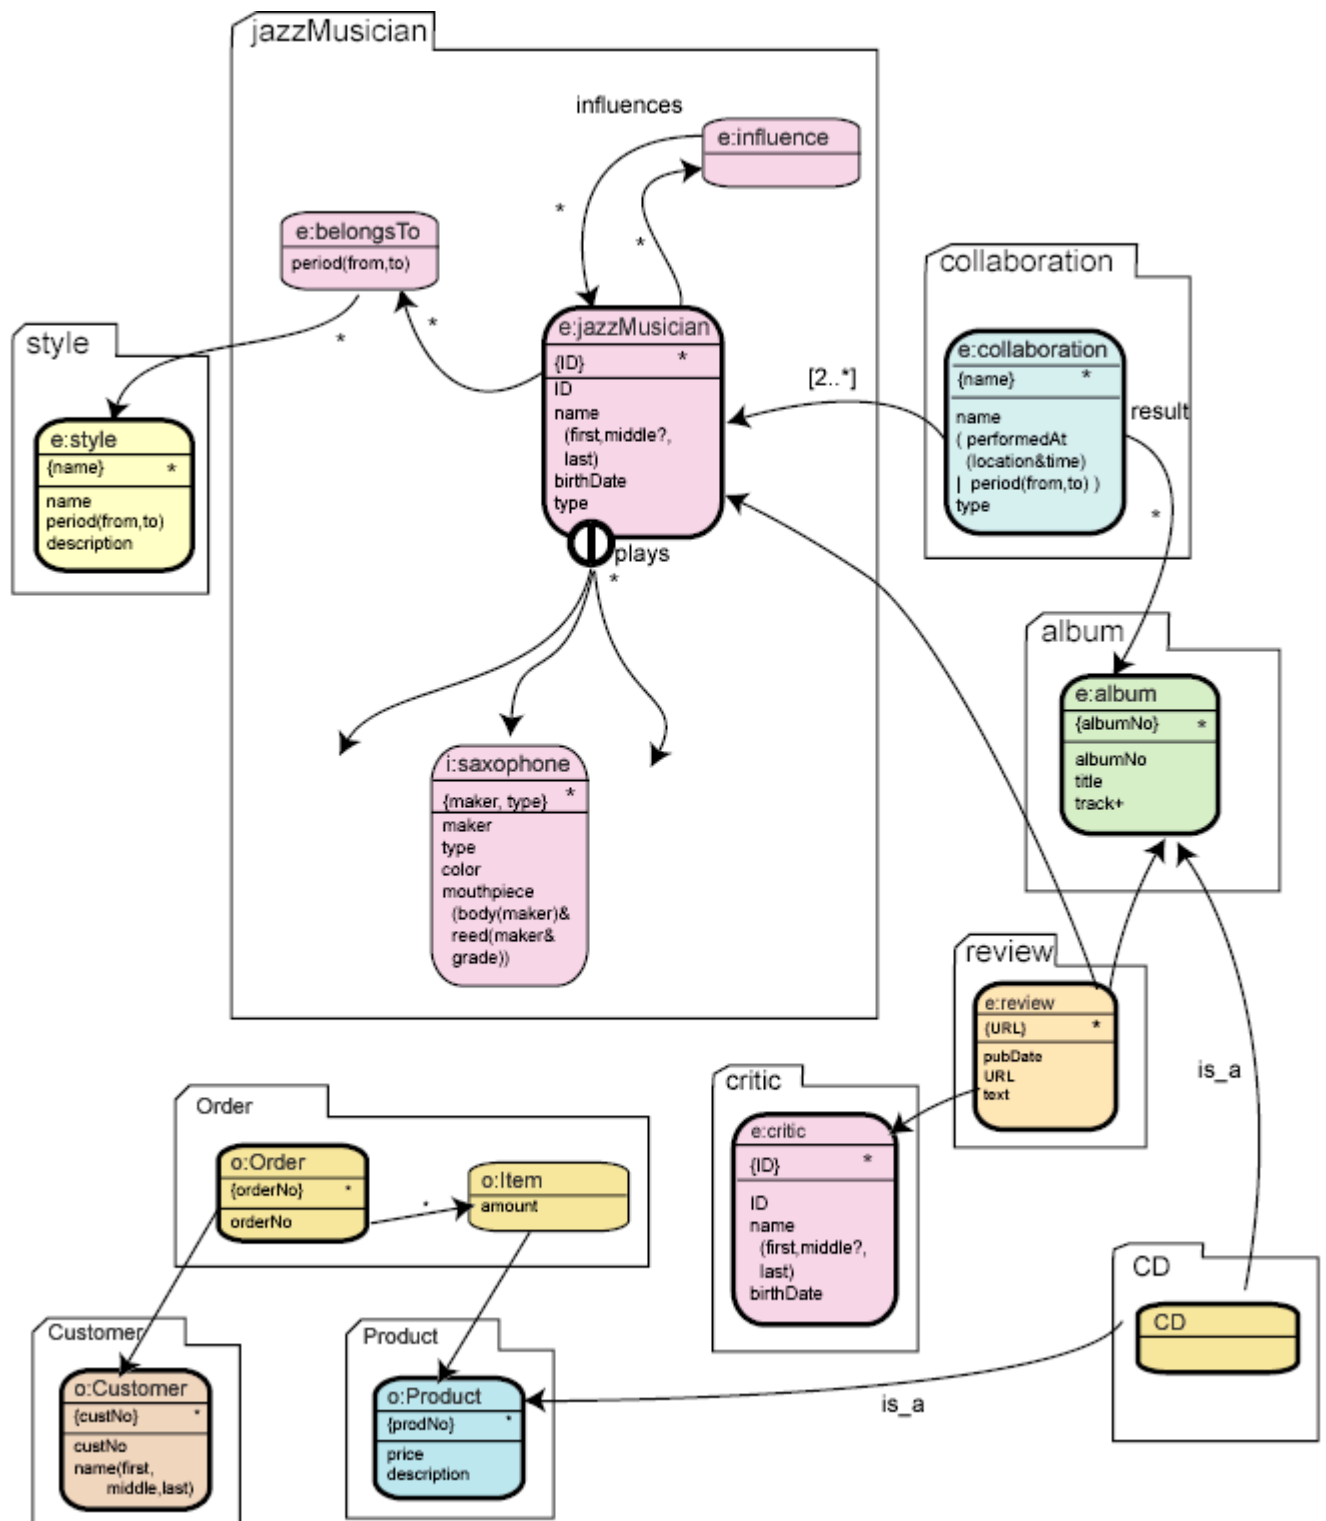 jazzMusician
influences
e:influence
*
*
e:belongsTo
period(from,to)
*
*
style
e:style
{name} *
name
period(from,to)
description
e:jazzMusician
{ID} *
ID
name
(first,middle?,
last)
birthDate
type
plays
*
i:saxophone
{maker, type} *
maker
type
color
mouthpiece
(body(maker)&
reed(maker&
grade))
collaboration
e:collaboration
{name} *
name
( performedAt
(location&time)
| period(from,to) )
type
[2..*]
result
*
album
e:album
{albumNo} *
albumNo
title
track+
review
e:review
{URL} *
pubDate
URL
text
critic
e:critic
{ID} *
ID
name
(first,middle?,
last)
birthDate
is_a
Order
o:Order
{orderNo} *
orderNo
*
o:Item
amount
Customer
o:Customer
{custNo} *
custNo
name(first,
middle,last)
Product
o:Product
{prodNo} *
price
description
is_a
CD
CD